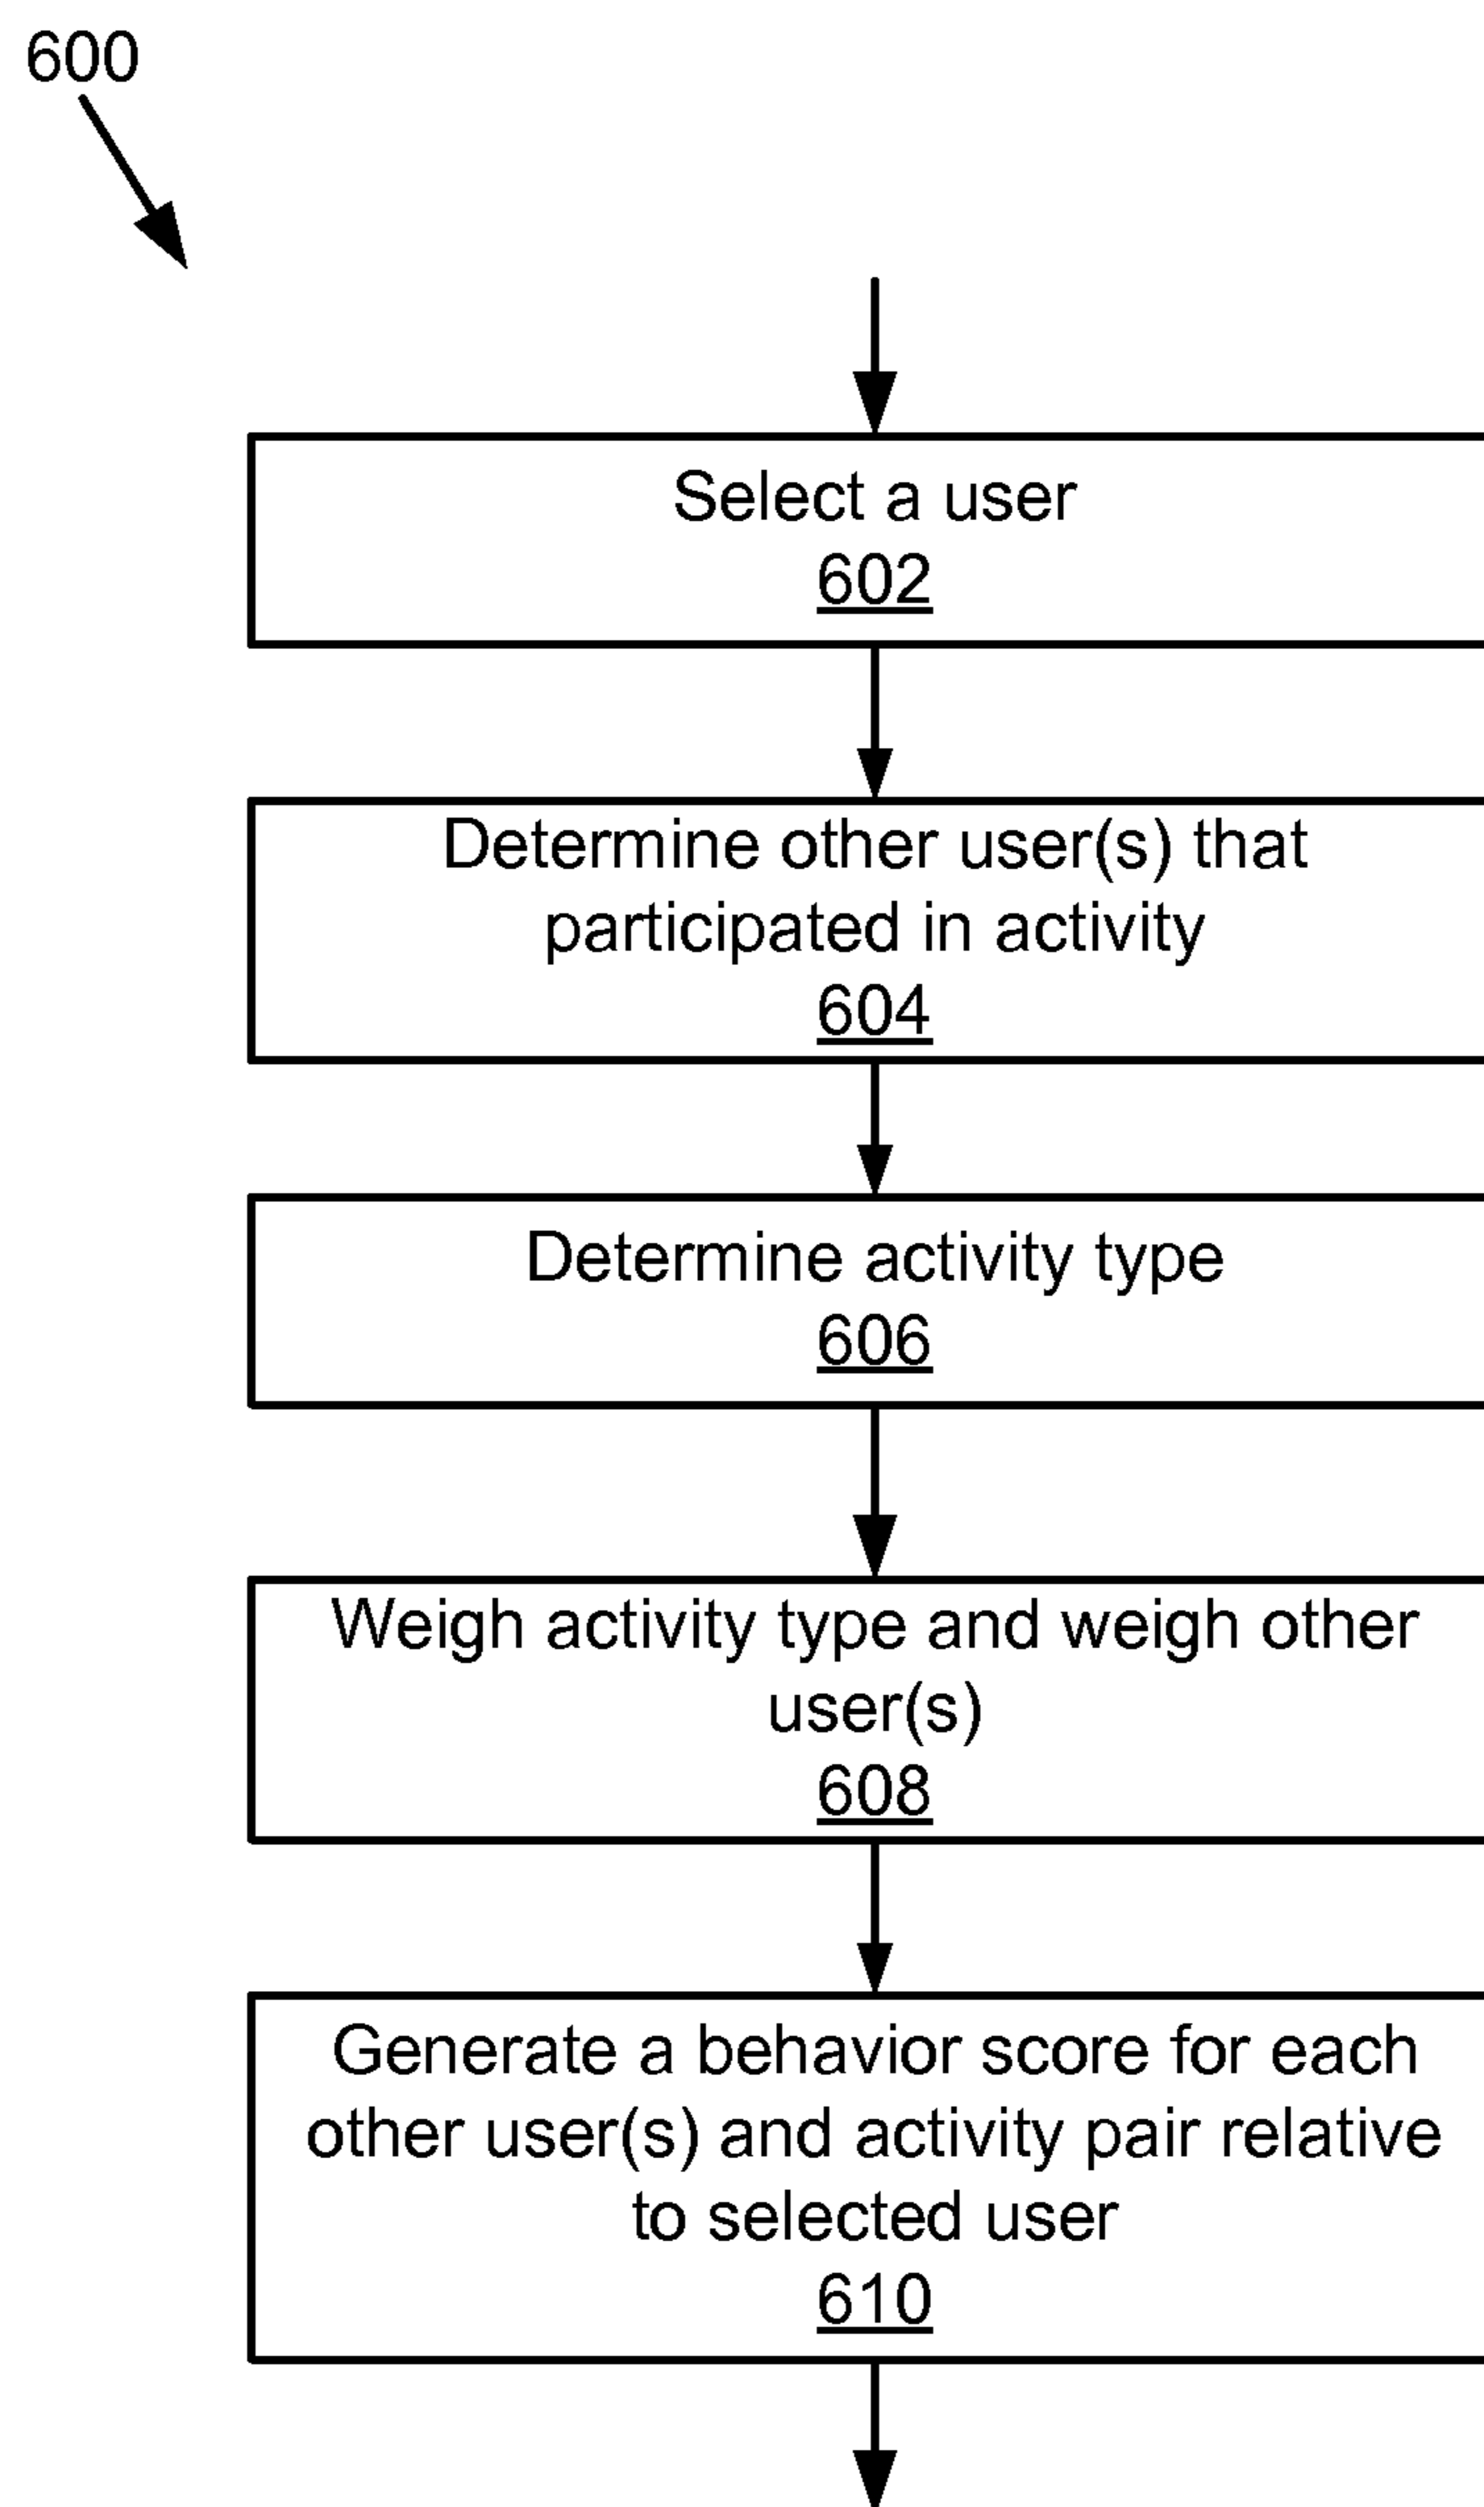 600
Select a user
602
Determine other user(s) that
participated in activity
604
Determine activity type
606
Weigh activity type and weigh other
user(s)
608
Generate a behavior score for each
other user(s) and activity pair relative
to selected user
610